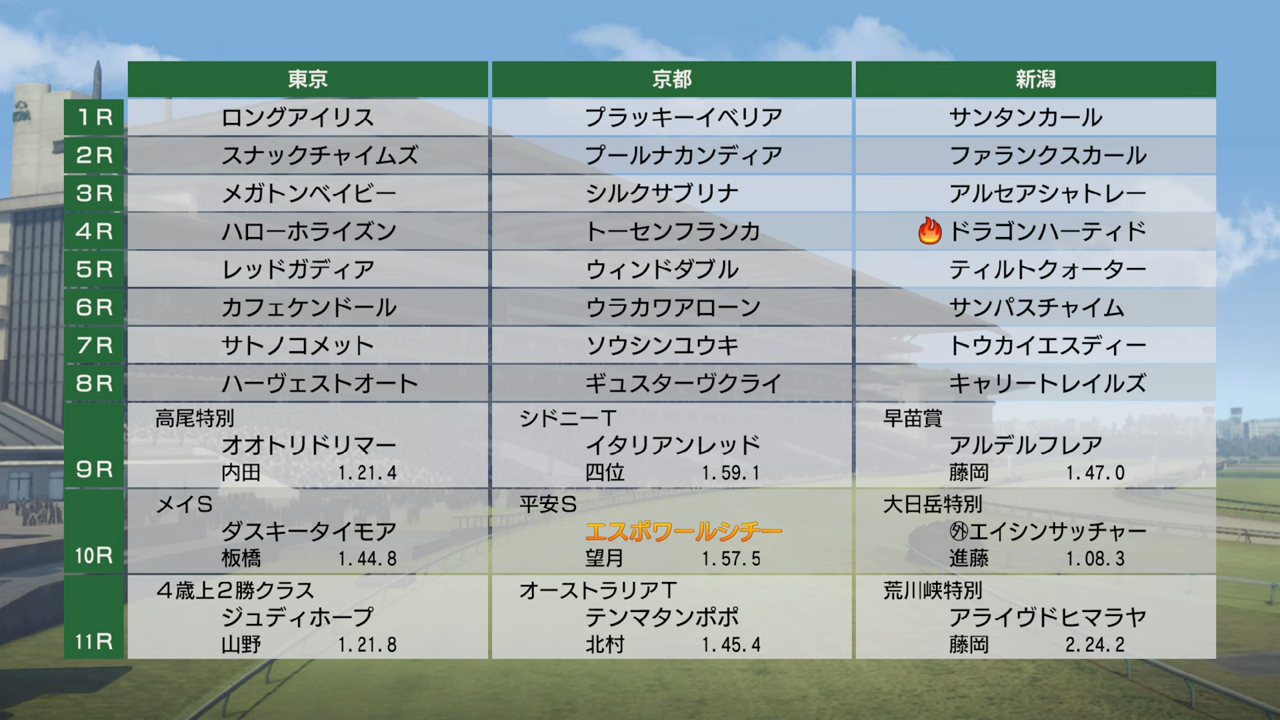 東京 京都 新潟
1R ロングアイリス プラッキーイベリア サンタンカール
2R スナックチャイムズ プールナカンディア ファランクスカール
3R メガトンベイビー シルクサブリナ アルセアシャトレー
4R ハローホライズン トーセンフランカ ドラゴンハーティド
5R レッドガディア ウィンドダブル ティルトクォーター
6R カフェケンドール ウラカワアローン サンパスチャイム
7R サトノコメット ソウシンユウキ トウカイエスディー
8R ハーヴェストオート ギュスターヴクライ キャリートレイルズ
高尾特別 シドニーT 早苗賞
オオトリドリマー イタリアンレッド アルデルフレア
9R 内田 1.21.4 四位 1.59.1 藤岡 1.47.0
メイS 平安S 大日岳特別
ダスキータイモア エスポワールシチー ㊕エイシンサッチャー
10R 板橋 1.44.8 望月 1.57.5 進藤 1.08.3
4歳上2勝クラス オーストラリアT 荒川峡特別
ジュディホープ テンマタンポポ アライヴドヒマラヤ
11R 山野 1.21.8 北村 1.45.4 藤岡 2.24.2